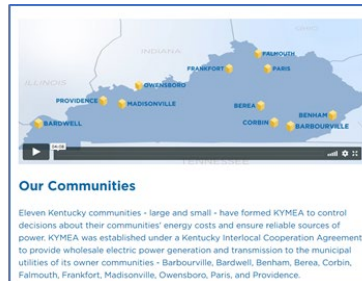 INDIANA
ILLINOIS
FALMOUTH
FRANKFORT
PARIS
OWENSBORO
PROVIDENCE
MADISONVILLE
BEREA
BARDWELL
CORBIN
BENHAM
BARBOURVILLE
TENNESSEE
Our Communities
Eleven Kentucky communities - large and small - have formed KYMEA to control
decisions about their communities' energy costs and ensure reliable sources of
power. KYMEA was established under a Kentucky Interlocal Cooperation Agreement
to provide wholesale electric power generation and transmission to the municipal
utilities of its owner communities - Barbourville, Bardwell, Benham, Berea, Corbin,
Falmouth, Frankfort, Madisonville, Owensboro, Paris, and Providence.